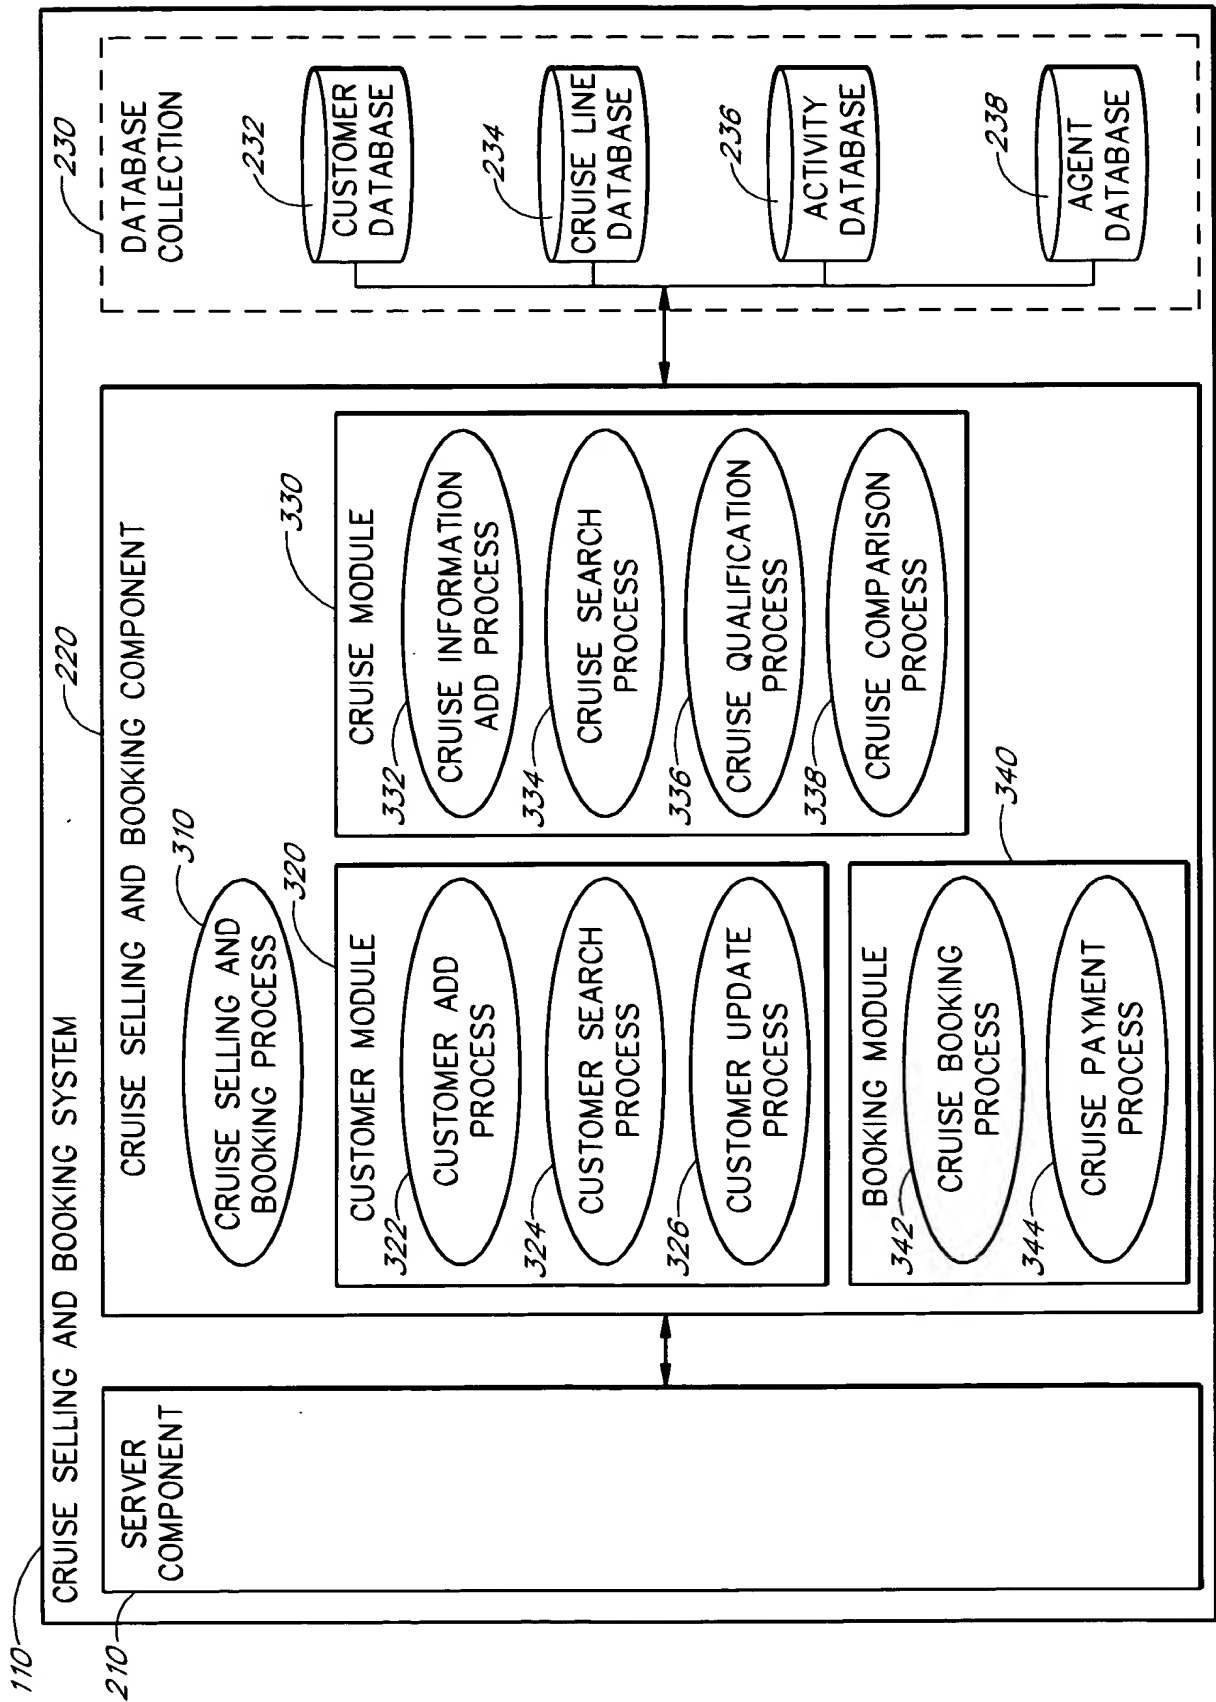 110
CRUISE SELLING AND BOOKING SYSTEM
210
SERVER
COMPONENT
220
CRUISE SELLING AND BOOKING COMPONENT
310
CRUISE SELLING AND
BOOKING PROCESS
320
CUSTOMER MODULE
322
CUSTOMER ADD
PROCESS
324
CUSTOMER SEARCH
PROCESS
326
CUSTOMER UPDATE
PROCESS
330
CRUISE MODULE
332
CRUISE INFORMATION
ADD PROCESS
334
CRUISE SEARCH
PROCESS
336
CRUISE QUALIFICATION
PROCESS
338
CRUISE COMPARISON
PROCESS
340
BOOKING MODULE
342
CRUISE BOOKING
PROCESS
344
CRUISE PAYMENT
PROCESS
230
DATABASE
COLLECTION
232
CUSTOMER
DATABASE
234
CRUISE LINE
DATABASE
236
ACTIVITY
DATABASE
238
AGENT
DATABASE